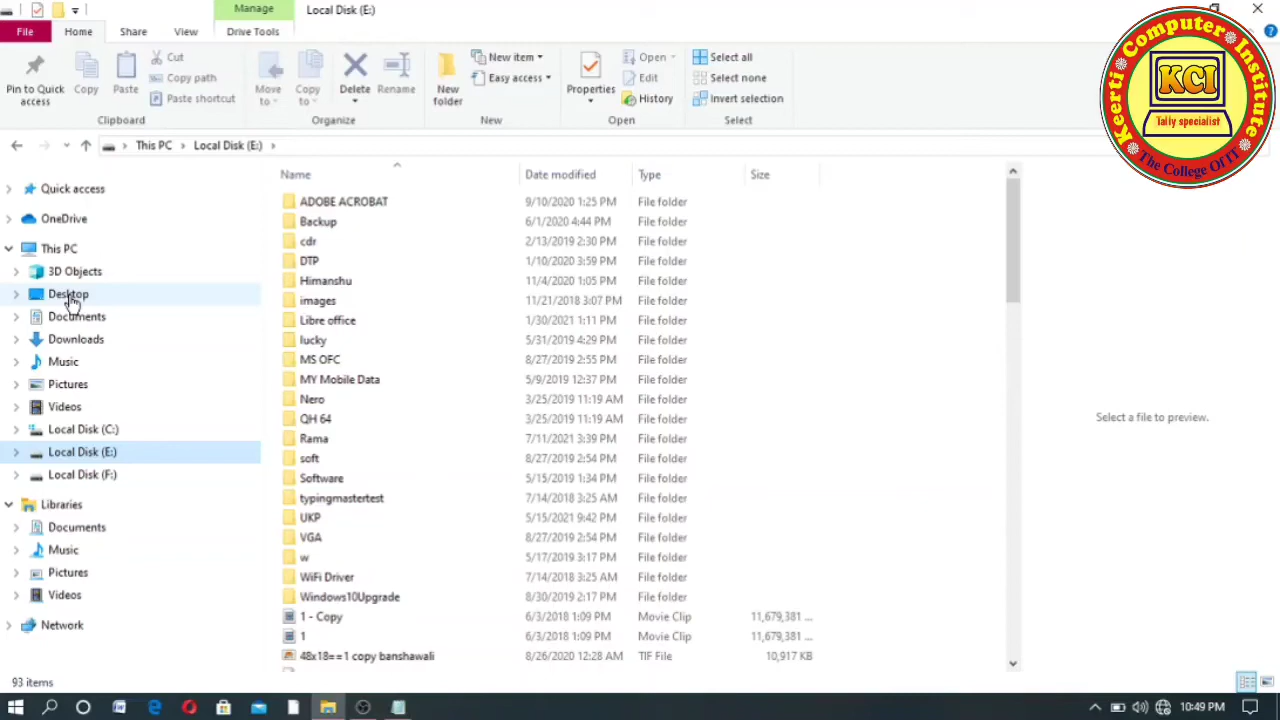 Manage
Local Disk (E:)
File
Home
Share
View
Drive Tools
Pin to Quick access
Copy
Paste
Cut
Copy path
Paste shortcut
Move to
Copy to
Delete
Rename
New folder
New item
Easy access
Properties
Open
Edit
History
Select all
Select none
Invert selection
Clipboard
Organize
New
Open
Select
This PC
Local Disk (E:)
Quick access
OneDrive
This PC
3D Objects
Desktop
Documents
Downloads
Music
Pictures
Videos
Local Disk (C:)
Local Disk (E:)
Local Disk (F:)
Libraries
Documents
Music
Pictures
Videos
Network
Name Date modified Type Size
ADOBE ACROBAT 9/10/2020 1:25 PM File folder
Backup 6/1/2020 4:44 PM File folder
cdr 2/13/2019 2:30 PM File folder
DTP 1/10/2020 3:59 PM File folder
Himanshu 11/4/2020 1:05 PM File folder
images 11/21/2018 3:07 PM File folder
Libre office 1/30/2021 1:11 PM File folder
lucky 5/31/2019 4:29 PM File folder
MS OFC 8/27/2019 2:55 PM File folder
MY Mobile Data 5/9/2019 12:37 PM File folder
Nero 3/25/2019 11:19 AM File folder
QH 64 3/25/2019 11:19 AM File folder
Rama 7/11/2021 3:39 PM File folder
soft 8/27/2019 2:54 PM File folder
Software 5/15/2019 1:34 PM File folder
typingmastertest 7/14/2018 3:25 AM File folder
UKP 5/15/2021 9:42 PM File folder
VGA 8/27/2019 2:54 PM File folder
w 5/17/2019 3:17 PM File folder
WiFi Driver 7/14/2018 3:25 AM File folder
Windows10Upgrade 8/30/2019 2:17 PM File folder
1 - Copy 6/3/2018 1:09 PM Movie Clip 11,679,381 ...
1 6/3/2018 1:09 PM Movie Clip 11,679,381 ...
48x18==1 copy banshawali 8/26/2020 12:28 AM TIF File 10,917 KB
Select a file to preview.
93 items
10:49 PM
Keerti Computer Institute
KCI
Tally specialist
The College Of IT